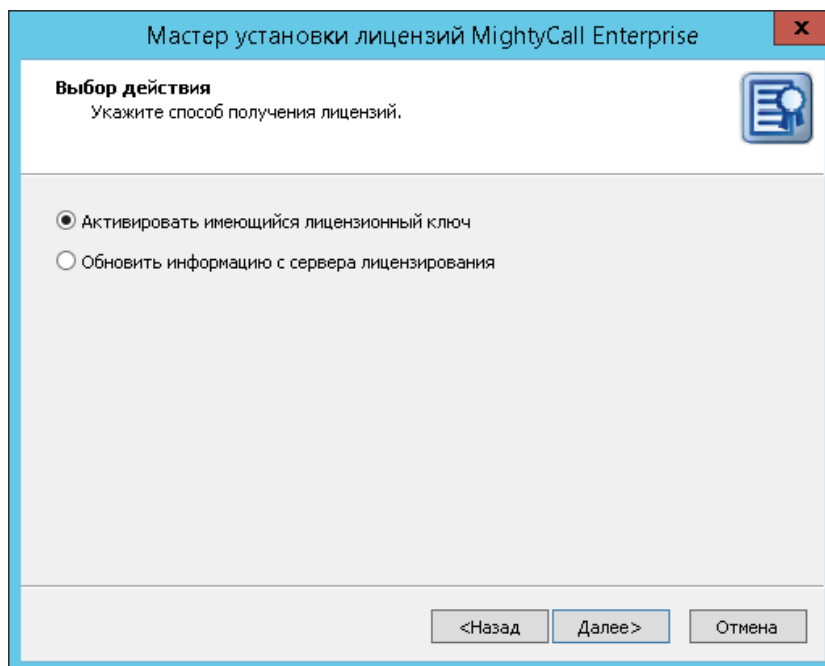 Мастер установки лицензий MightyCall Enterprise
x
Выбор действия
Укажите способ получения лицензий.
Активировать имеющийся лицензионный ключ
Обновить информацию с сервера лицензирования
<Назад
Далее>
Отмена